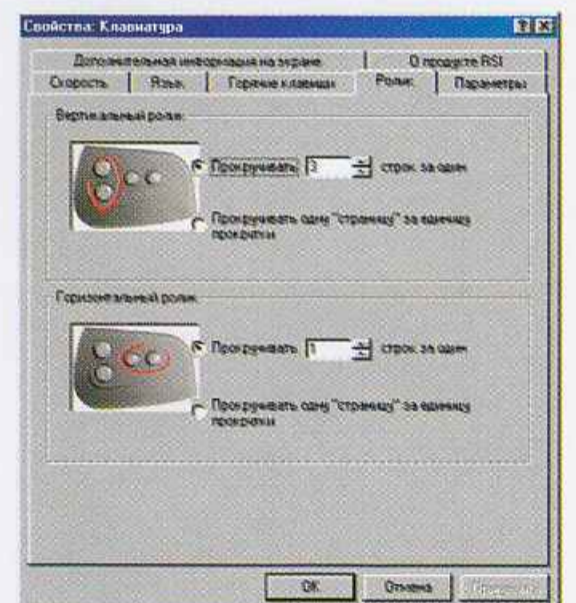 Свойства: Клавиатура
Дополнительная информация на экране
О продукте RSI
Скорость
Язык
Горячие клавиши
Ролик
Параметры
Вертикальный ролик
Прокручивать 3 строк за один
Прокручивать одну "страницу" за единицу
прокрутки
Горизонтальный ролик
Прокручивать 1 строк за один
Прокручивать одну "страницу" за единицу
прокрутки
OK
Отмена